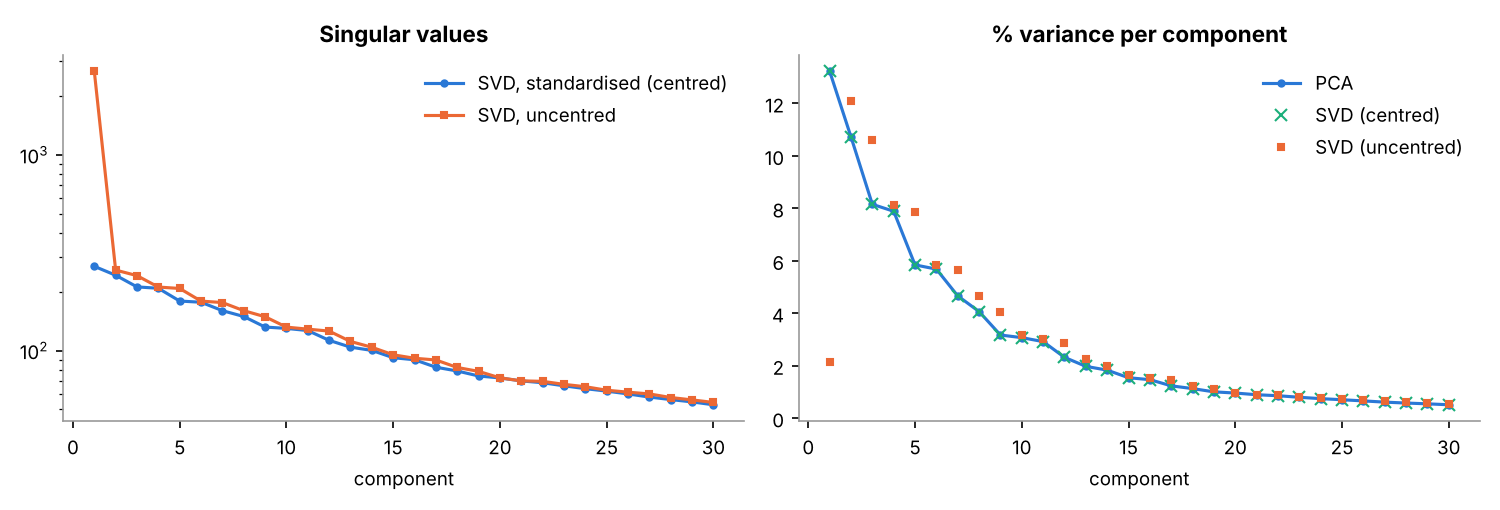 Singular values
SVD, standardised (centred)
SVD, uncentred
10³
10²
0 5 10 15 20 25 30
component
% variance per component
PCA
SVD (centred)
SVD (uncentred)
12
10
8
6
4
2
0
0 5 10 15 20 25 30
component